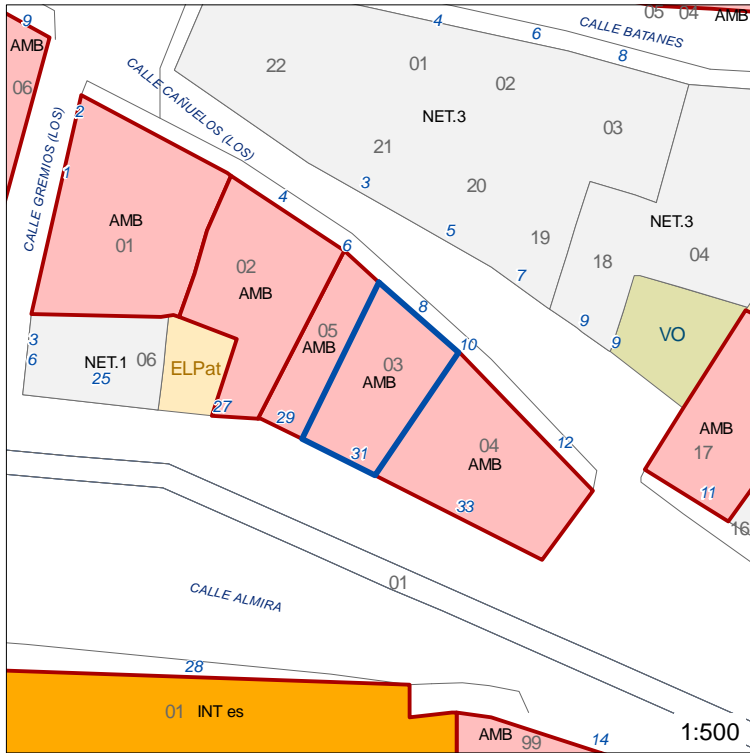 05 04 AMB
9
AMB
06
4
6
CALLE BATANES
8
22
01
02
NET.3
03
CALLE CAÑUELOS (LOS)
2
CALLE GREMIOS (LOS)
1
21
3
20
4
5
AMB
01
NET.3
19
18
04
6
02
AMB
7
8
9
9
VO
05
AMB
10
03
AMB
3
6
NET.1 06
25
ELPat
27
29
31
04
AMB
12
33
AMB
17
11
16
01
CALLE ALMIRA
28
01 INT es
AMB
99
14
1:500